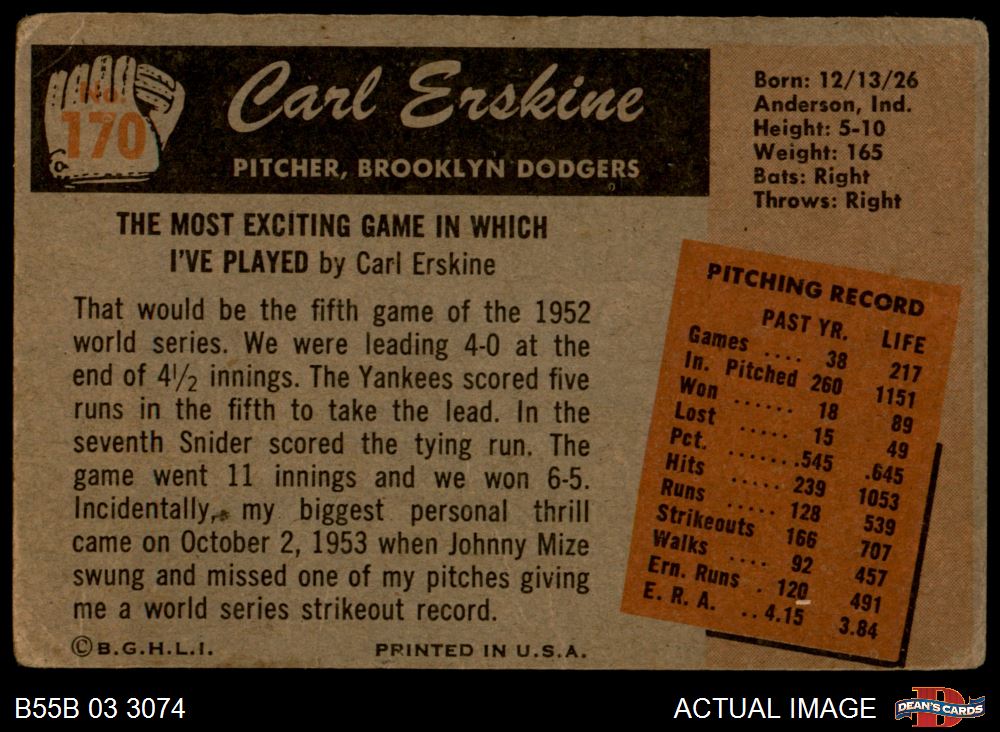 No.
170
Carl Erskine
PITCHER, BROOKLYN DODGERS
Born: 12/13/26
Anderson, Ind.
Height: 5-10
Weight: 165
Bats: Right
Throws: Right
THE MOST EXCITING GAME IN WHICH
I'VE PLAYED by Carl Erskine
That would be the fifth game of the 1952
world series. We were leading 4-0 at the
end of 4½ innings. The Yankees scored five
runs in the fifth to take the lead. In the
seventh Snider scored the tying run. The
game went 11 innings and we won 6-5.
Incidentally, my biggest personal thrill
came on October 2, 1953 when Johnny Mize
swung and missed one of my pitches giving
me a world series strikeout record.
©B.G.H.L.I. PRINTED IN U.S.A.
PITCHING RECORD
PAST YR. LIFE
Games .... 38 217
In. Pitched 260 1151
Won ...... 18 89
Lost ..... 15 49
Pct. ...... .545 .645
Hits ..... 239 1053
Runs ..... 128 539
Strikeouts 166 707
Walks .... 92 457
Ern. Runs . 120 491
E. R. A. .. 4.15 3.84
B55B 03 3074
ACTUAL IMAGE
D
DEAN'S CARDS